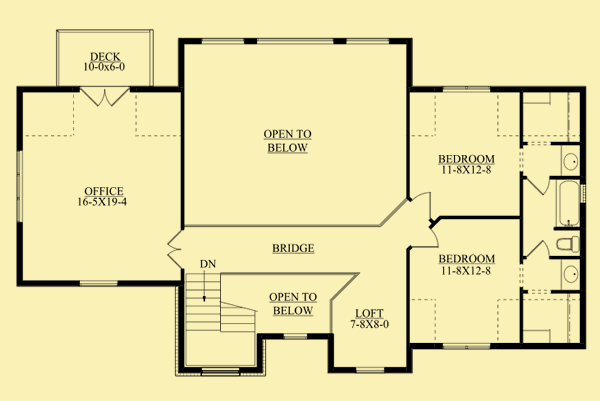 DECK
10-0x6-0
OPEN TO
BELOW
OFFICE
16-5X19-4
BEDROOM
11-8X12-8
BRIDGE
DN
BEDROOM
11-8X12-8
OPEN TO
BELOW
LOFT
7-8X8-0